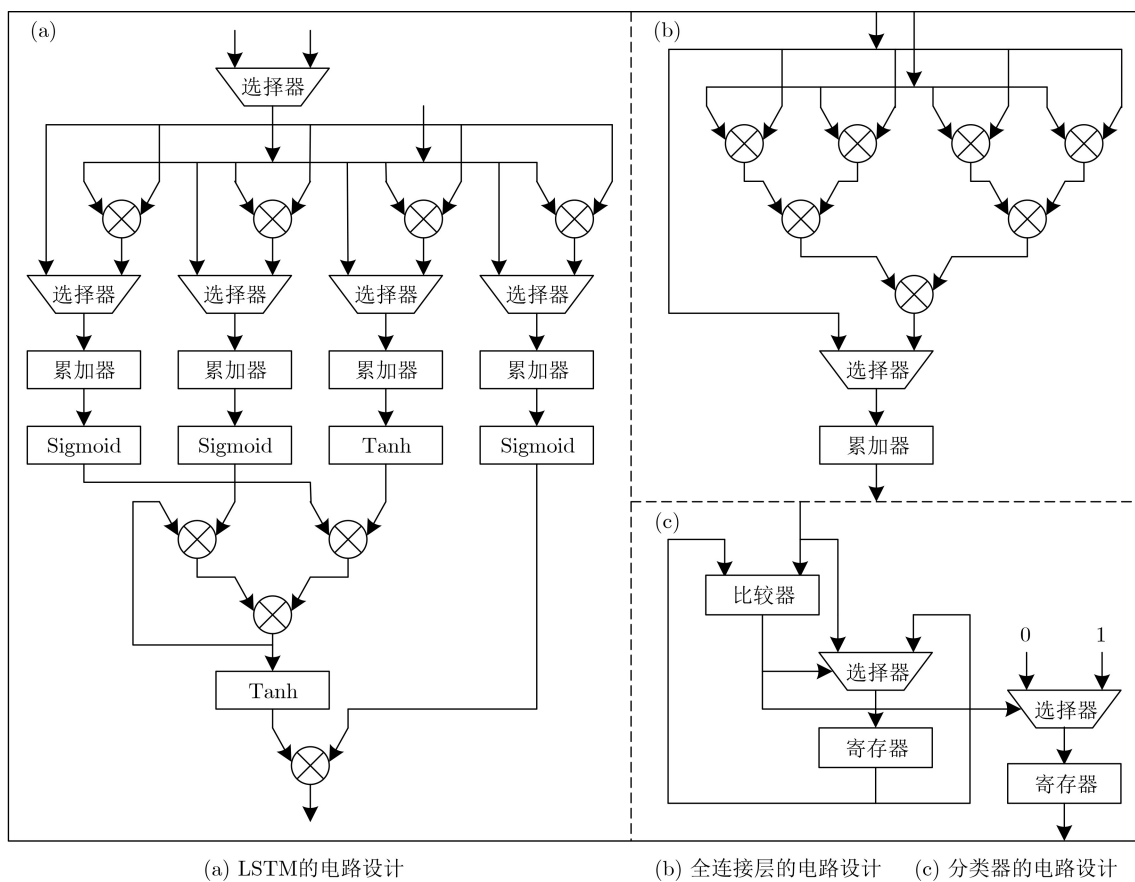 (a)
选择器
选择器 选择器 选择器 选择器
累加器 累加器 累加器 累加器
Sigmoid Sigmoid Tanh Sigmoid
Tanh
(b)
选择器
累加器
(c)
比较器
选择器
0 1
选择器
寄存器
寄存器
(a) LSTM的电路设计
(b) 全连接层的电路设计
(c) 分类器的电路设计